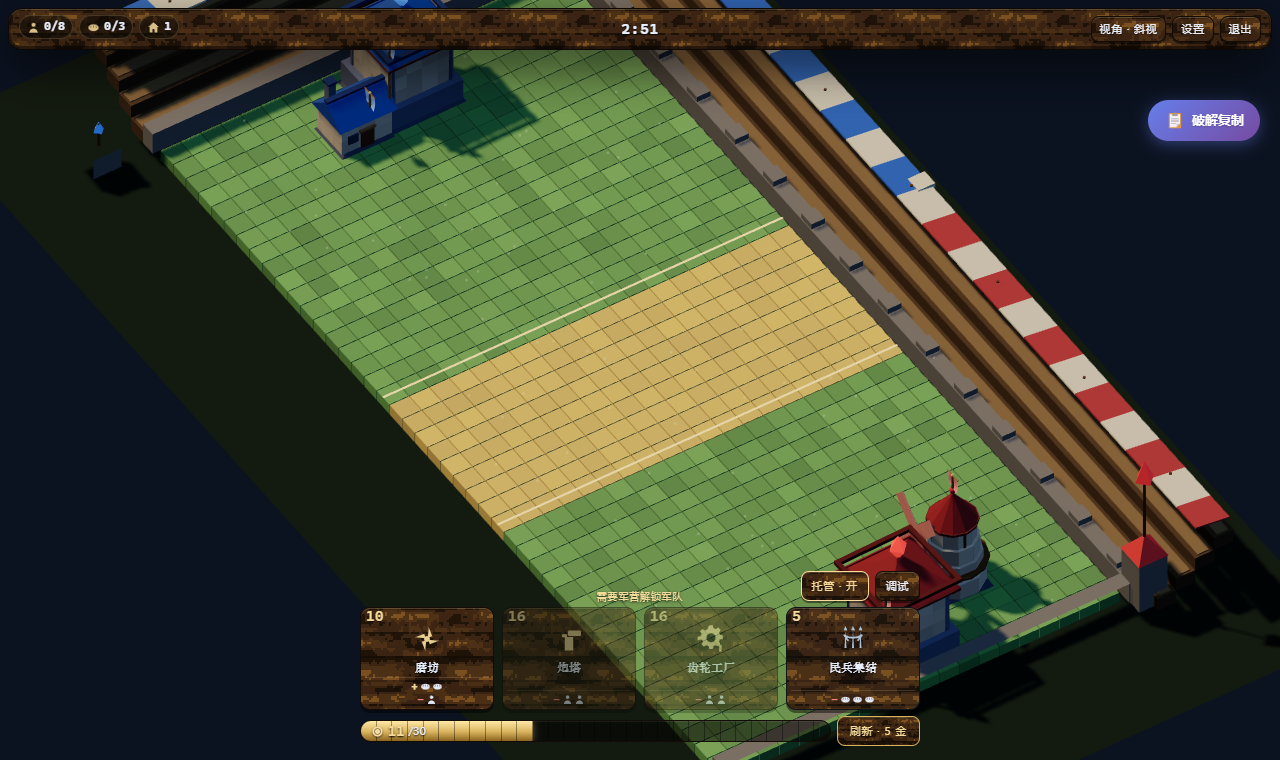 0/8
0/3
1
2:51
视角 · 斜视
设置
退出
破解复制
托管 · 开
调试
需要军营解锁军队
10
磨坊
+
−
16
炮塔
−
16
齿轮工厂
−
5
民兵集结
−
11/30
刷新 · 5 金